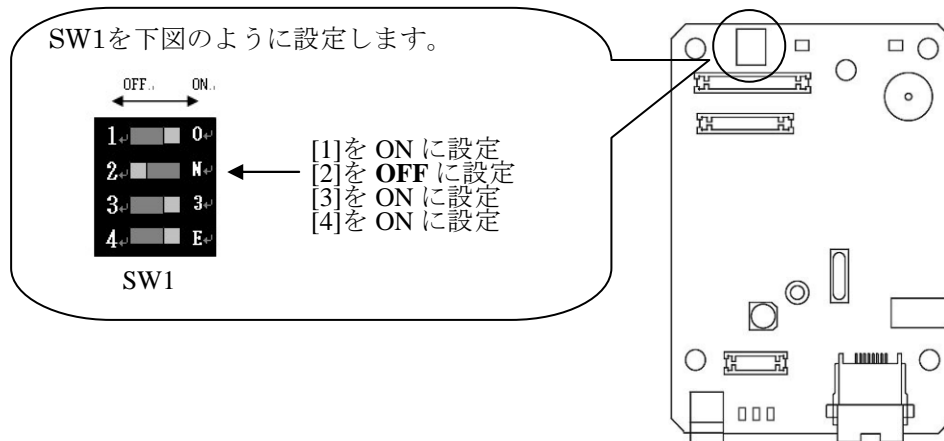 SW1を下図のように設定します。
OFF ON
1 O
2 N
3 3
4 E
[1]を ON に設定
[2]を OFF に設定
[3]を ON に設定
[4]を ON に設定
SW1